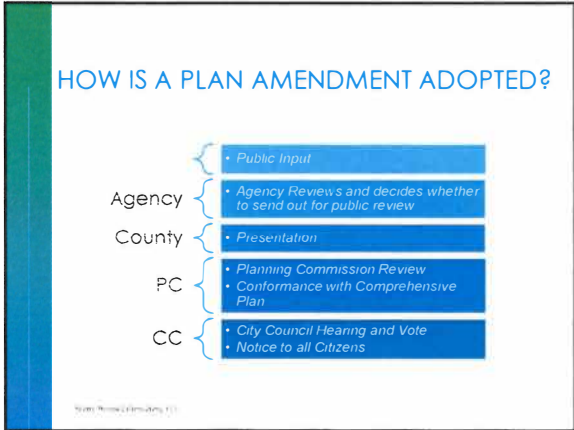 HOW IS A PLAN AMENDMENT ADOPTED?
• Public Input
Agency
• Agency Reviews and decides whether
to send out for public review
County
• Presentation
PC
• Planning Commission Review
• Conformance with Comprehensive
Plan
CC
• City Council Hearing and Vote
• Notice to all Citizens